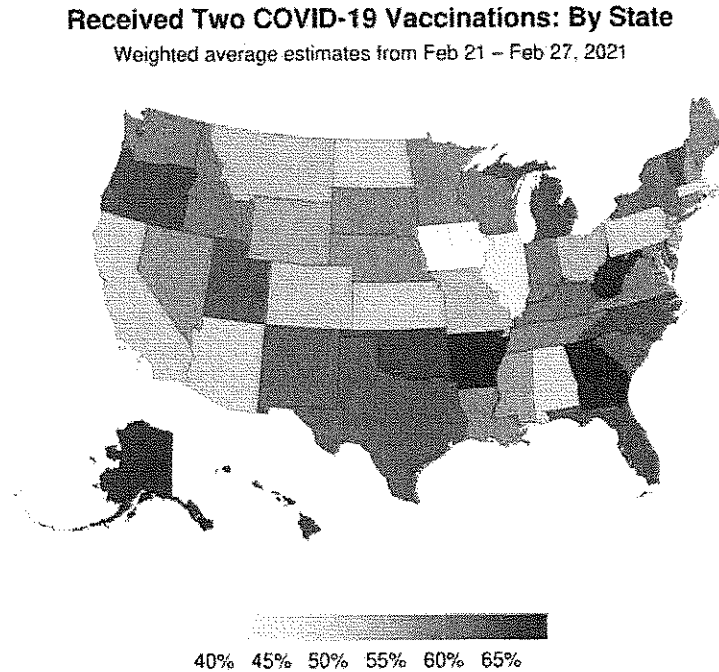 Received Two COVID-19 Vaccinations: By State
Weighted average estimates from Feb 21 – Feb 27, 2021
40% 45% 50% 55% 60% 65%